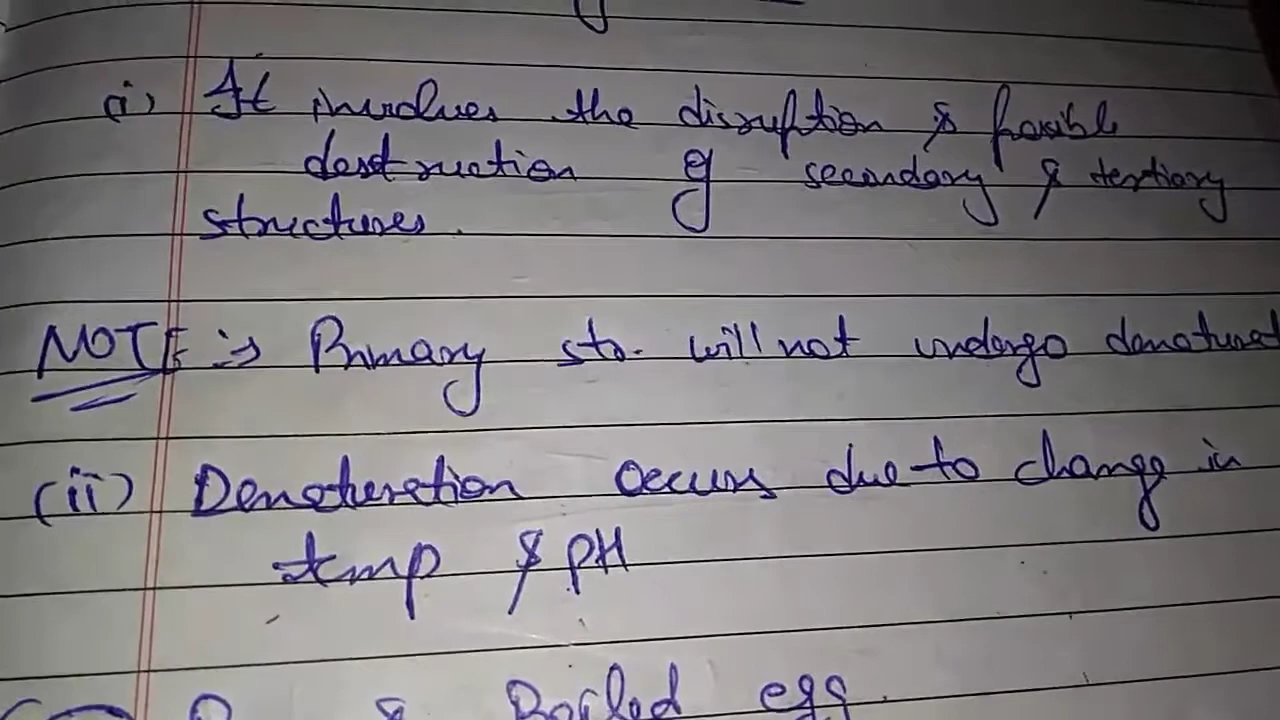 (i) It involves the disruption & possible
destruction of secondary & tertiary
structures.
NOTE :→ Primary str. will not undergo denaturat
(ii) Denaturation occurs due to change in
temp & pH
& Boiled egg.